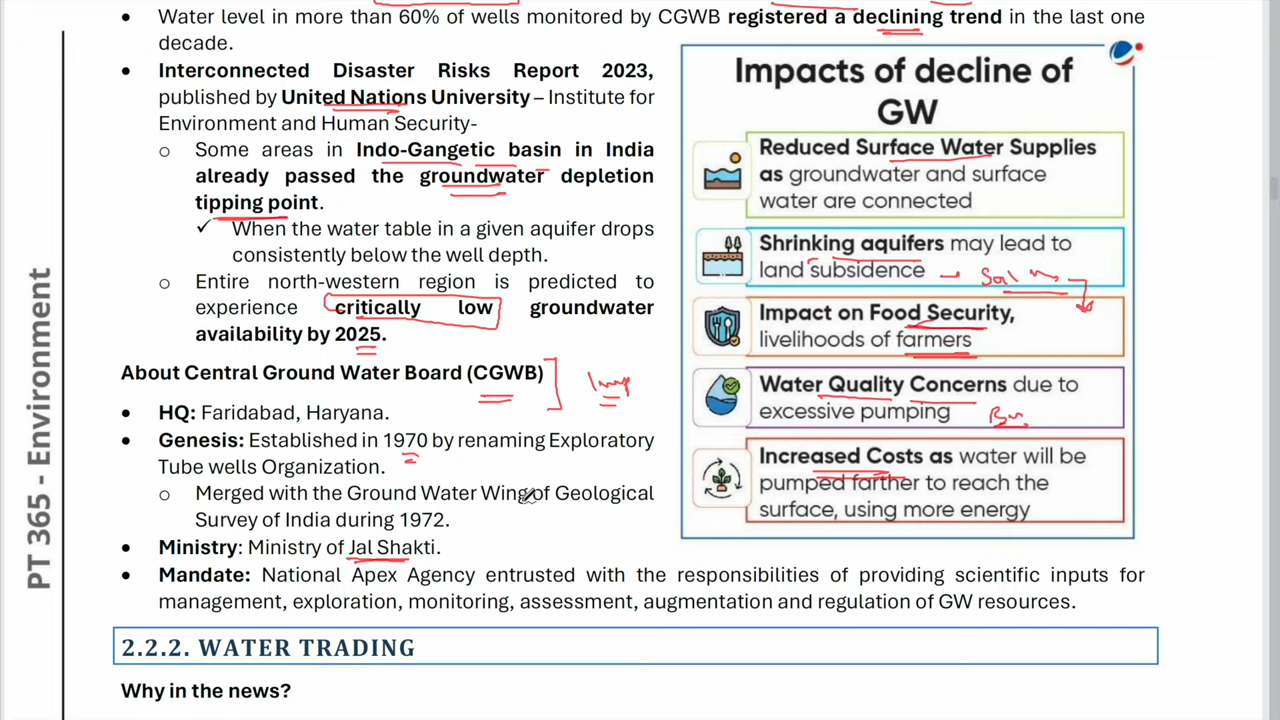 • Water level in more than 60% of wells monitored by CGWB registered a declining trend in the last one
decade.
• Interconnected Disaster Risks Report 2023,
published by United Nations University – Institute for
Environment and Human Security-
o Some areas in Indo-Gangetic basin in India
already passed the groundwater depletion
tipping point.
✓ When the water table in a given aquifer drops
consistently below the well depth.
o Entire north-western region is predicted to
experience critically low groundwater
availability by 2025.
About Central Ground Water Board (CGWB)
Imp
• HQ: Faridabad, Haryana.
• Genesis: Established in 1970 by renaming Exploratory
Tube wells Organization.
o Merged with the Ground Water Wing of Geological
Survey of India during 1972.
• Ministry: Ministry of Jal Shakti.
• Mandate: National Apex Agency entrusted with the responsibilities of providing scientific inputs for
management, exploration, monitoring, assessment, augmentation and regulation of GW resources.
Impacts of decline of
GW
Reduced Surface Water Supplies
as groundwater and surface
water are connected
Shrinking aquifers may lead to
land subsidence
Impact on Food Security,
livelihoods of farmers
Water Quality Concerns due to
excessive pumping
Increased Costs as water will be
pumped farther to reach the
surface, using more energy
2.2.2. WATER TRADING
Why in the news?
PT 365 - Environment